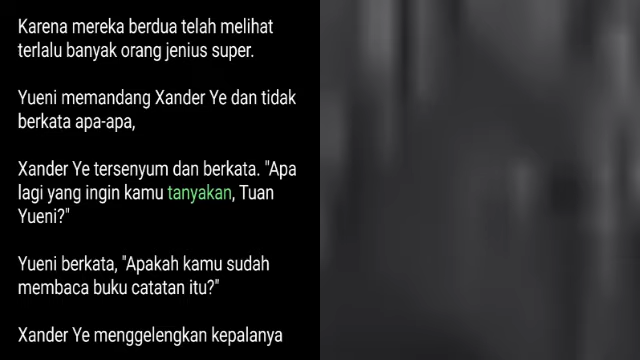 Karena mereka berdua telah melihat
terlalu banyak orang jenius super.
Yueni memandang Xander Ye dan tidak
berkata apa-apa,
Xander Ye tersenyum dan berkata. "Apa
lagi yang ingin kamu tanyakan, Tuan
Yueni?"
Yueni berkata, "Apakah kamu sudah
membaca buku catatan itu?"
Xander Ye menggelengkan kepalanya